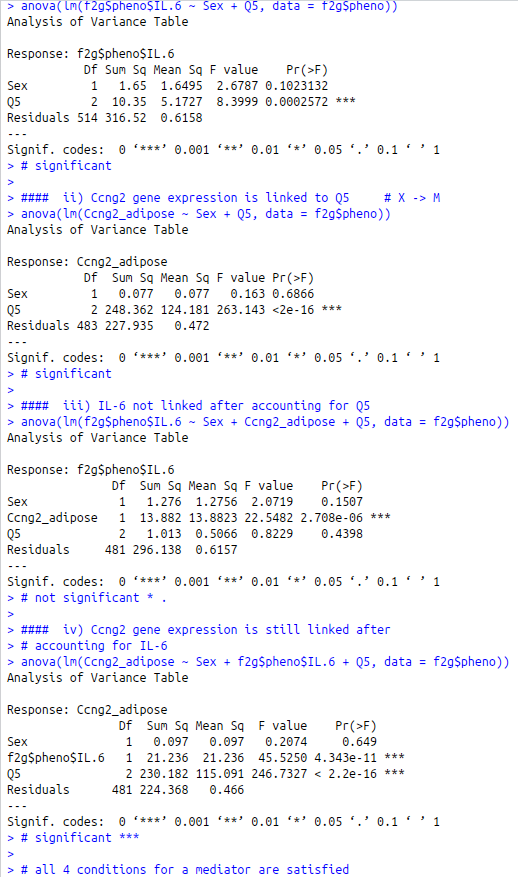 > anova(lm(f2g$pheno$IL.6 ~ Sex + Q5, data = f2g$pheno))
Analysis of Variance Table

Response: f2g$pheno$IL.6
           Df Sum Sq Mean Sq F value    Pr(>F)
Sex         1   1.65  1.6495  2.6787 0.1023132
Q5          2  10.35  5.1727  8.3999 0.0002572 ***
Residuals 514 316.52  0.6158
---
Signif. codes:  0 ‘***’ 0.001 ‘**’ 0.01 ‘*’ 0.05 ‘.’ 0.1 ‘ ’ 1
> # significant
>
> ####  ii) Ccng2 gene expression is linked to Q5     # X -> M
> anova(lm(Ccng2_adipose ~ Sex + Q5, data = f2g$pheno))
Analysis of Variance Table

Response: Ccng2_adipose
           Df  Sum Sq Mean Sq F value Pr(>F)
Sex         1   0.077   0.077   0.163 0.6866
Q5          2 248.362 124.181 263.143 <2e-16 ***
Residuals 483 227.935   0.472
---
Signif. codes:  0 ‘***’ 0.001 ‘**’ 0.01 ‘*’ 0.05 ‘.’ 0.1 ‘ ’ 1
> # significant
>
> ####  iii) IL-6 not linked after accounting for Q5
> anova(lm(f2g$pheno$IL.6 ~ Sex + Ccng2_adipose + Q5, data = f2g$pheno))
Analysis of Variance Table

Response: f2g$pheno$IL.6
               Df  Sum Sq Mean Sq F value    Pr(>F)
Sex             1   1.276  1.2756  2.0719    0.1507
Ccng2_adipose   1  13.882 13.8823 22.5482 2.708e-06 ***
Q5              2   1.013  0.5066  0.8229    0.4398
Residuals     481 296.138  0.6157
---
Signif. codes:  0 ‘***’ 0.001 ‘**’ 0.01 ‘*’ 0.05 ‘.’ 0.1 ‘ ’ 1
> # not significant * .
>
> ####  iv) Ccng2 gene expression is still linked after
> # accounting for IL-6
> anova(lm(Ccng2_adipose ~ Sex + f2g$pheno$IL.6 + Q5, data = f2g$pheno))
Analysis of Variance Table

Response: Ccng2_adipose
                Df  Sum Sq Mean Sq  F value    Pr(>F)
Sex              1   0.097   0.097   0.2074     0.649
f2g$pheno$IL.6   1  21.236  21.236  45.5250 4.343e-11 ***
Q5               2 230.182 115.091 246.7327 < 2.2e-16 ***
Residuals      481 224.368   0.466
---
Signif. codes:  0 ‘***’ 0.001 ‘**’ 0.01 ‘*’ 0.05 ‘.’ 0.1 ‘ ’ 1
> # significant ***
>
> # all 4 conditions for a mediator are satisfied